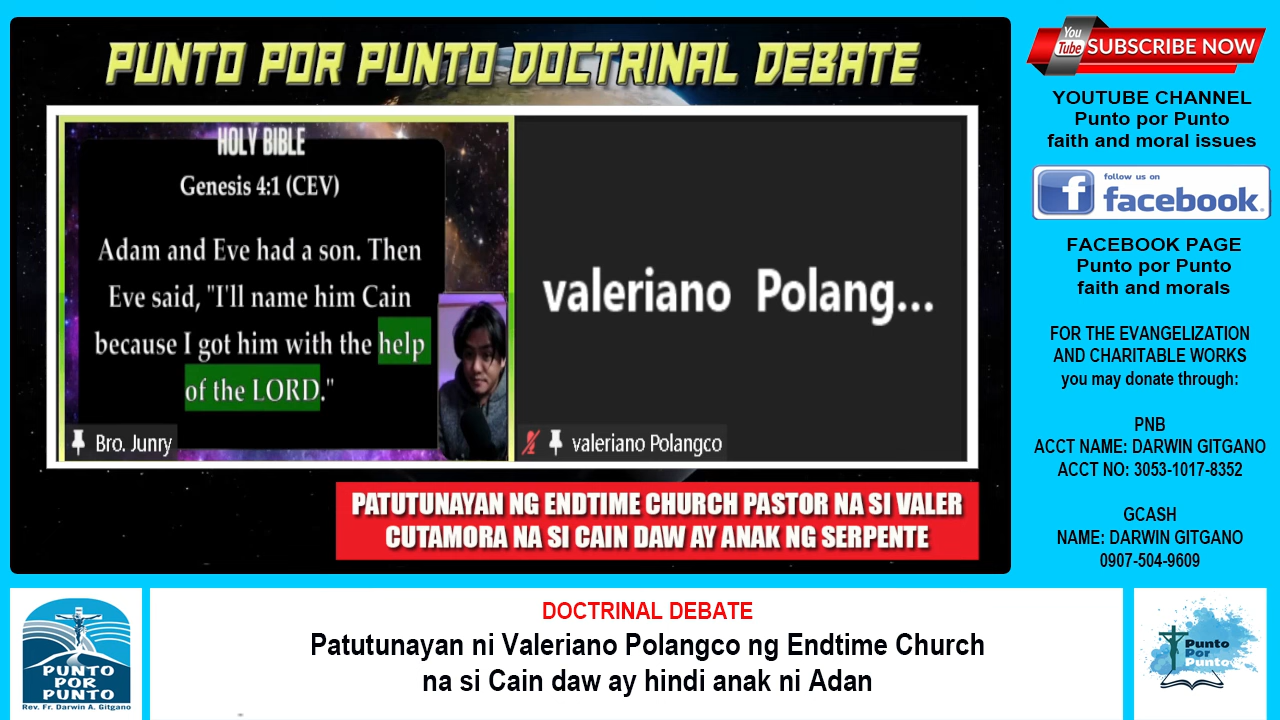 PUNTO POR PUNTO DOCTRINAL DEBATE
HOLY BIBLE
Genesis 4:1 (CEV)
Adam and Eve had a son. Then
Eve said, "I'll name him Cain
because I got him with the help
of the LORD."
Bro. Junry
valeriano Polang...
valeriano Polangco
PATUTUNAYAN NG ENDTIME CHURCH PASTOR NA SI VALER
CUTAMORA NA SI CAIN DAW AY ANAK NG SERPENTE
You
Tube SUBSCRIBE NOW
YOUTUBE CHANNEL
Punto por Punto
faith and moral issues
follow us on
facebook.
FACEBOOK PAGE
Punto por Punto
faith and morals
FOR THE EVANGELIZATION
AND CHARITABLE WORKS
you may donate through:
PNB
ACCT NAME: DARWIN GITGANO
ACCT NO: 3053-1017-8352
GCASH
NAME: DARWIN GITGANO
0907-504-9609
PUNTO
POR
PUNTO
Rev. Fr. Darwin A. Gitgano
DOCTRINAL DEBATE
Patutunayan ni Valeriano Polangco ng Endtime Church
na si Cain daw ay hindi anak ni Adan
Punto
Por
Punto